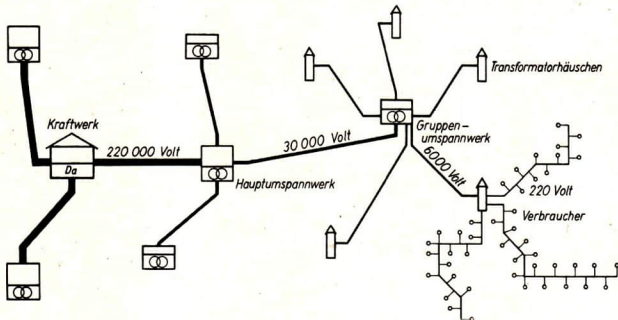 Kraftwerk
Da
220 000 Volt
Hauptumspannwerk
30 000 Volt
Gruppen-
umspannwerk
Transformatorhäuschen
6000 Volt
220 Volt
Verbraucher